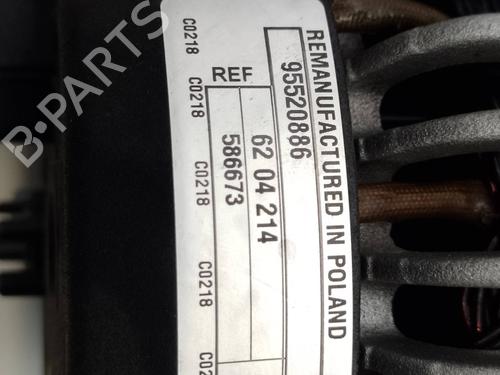 REMANUFACTURED IN POLAND
95520886
REF
62 04 214
586673
C0218
C0218
C0218
C0218
B-PARTS